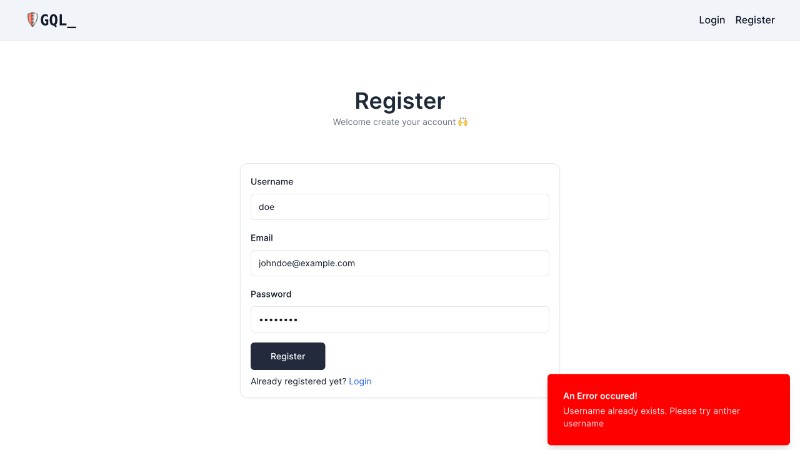 GQL_
Login Register
Register
Welcome create your account 🙌
Username
doe
Email
johndoe@example.com
Password
••••••••
Register
Already registered yet? Login
An Error occured!
Username already exists. Please try anther
username